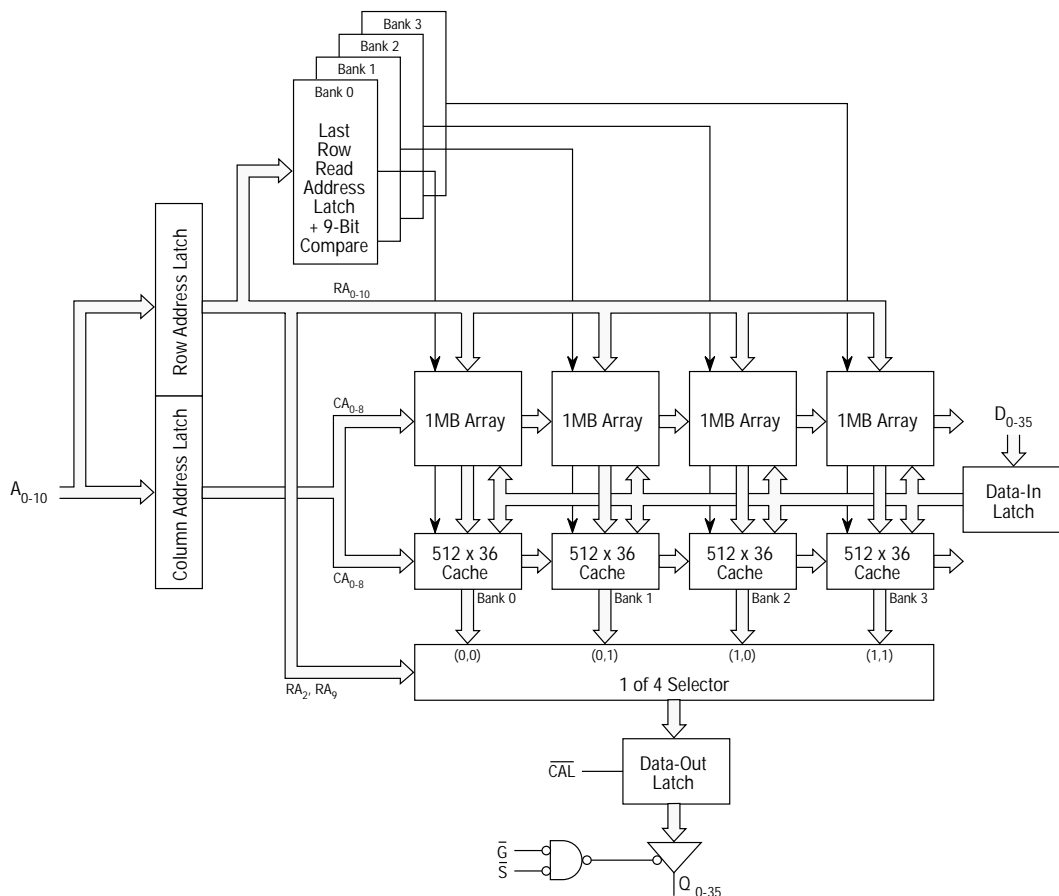 Bank 3
Bank 2
Bank 1
Bank 0
Last
Row
Read
Address
Latch
+ 9-Bit
Compare
Row Address Latch
Column Address Latch
A0-10
RA0-10
CA0-8
1MB Array
1MB Array
1MB Array
1MB Array
D0-35
Data-In
Latch
CA0-8
512 x 36
Cache
512 x 36
Cache
512 x 36
Cache
512 x 36
Cache
Bank 0
Bank 1
Bank 2
Bank 3
(0,0)
(0,1)
(1,0)
(1,1)
1 of 4 Selector
RA2, RA9
C̅A̅L̅
Data-Out
Latch
G̅
S̅
Q0-35